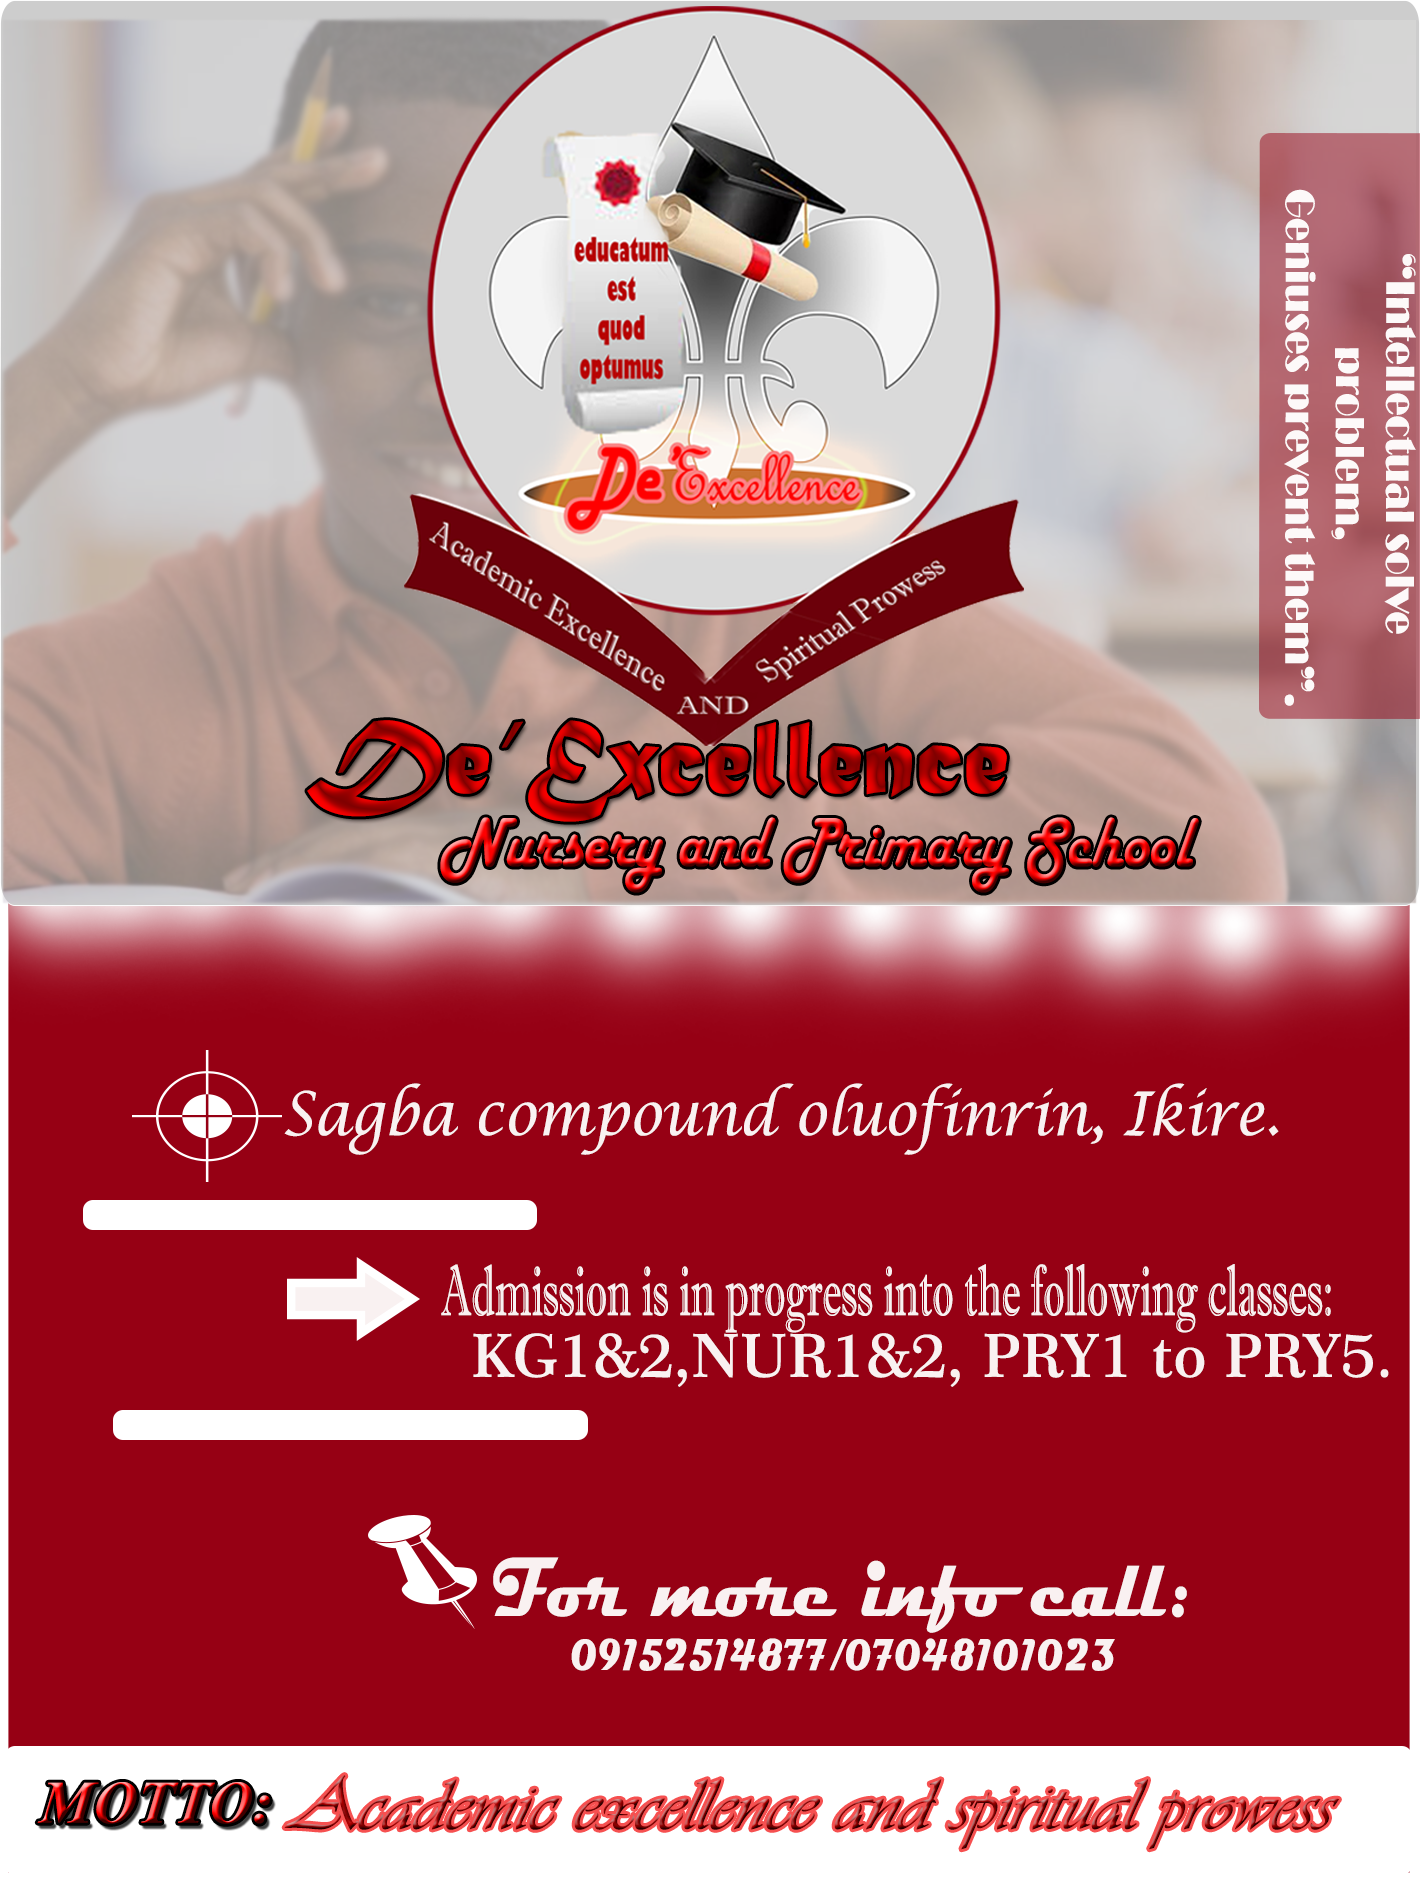 educatum
est
quod
optumus
De'Excellence
Academic Excellence
AND
Spiritual Prowess
“Intellectual solve
problem,
Geniuses prevent them”.
De'Excellence
Nursery and Primary School
Sagba compound oluofinrin, Ikire.
Admission is in progress into the following classes:
KG1&2,NUR1&2, PRY1 to PRY5.
For more info call:
09152514877/07048101023
MOTTO: Academic excellence and spiritual prowess